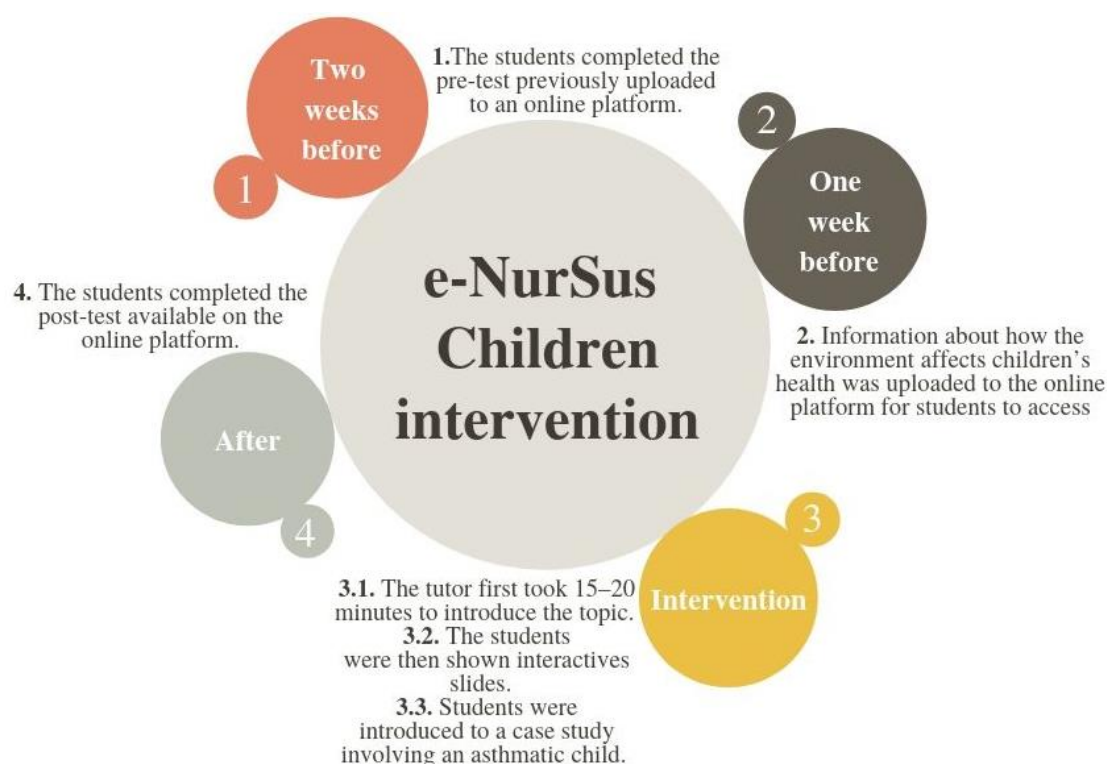 Two
weeks
before
1
1.The students completed the
pre-test previously uploaded
to an online platform.
2
One
week
before
2. Information about how the
environment affects children’s
health was uploaded to the online
platform for students to access
e-NurSus
Children
intervention
3
Intervention
3.1. The tutor first took 15–20
minutes to introduce the topic.
3.2. The students
were then shown interactives
slides.
3.3. Students were
introduced to a case study
involving an asthmatic child.
4. The students completed the
post-test available on the
online platform.
After
4